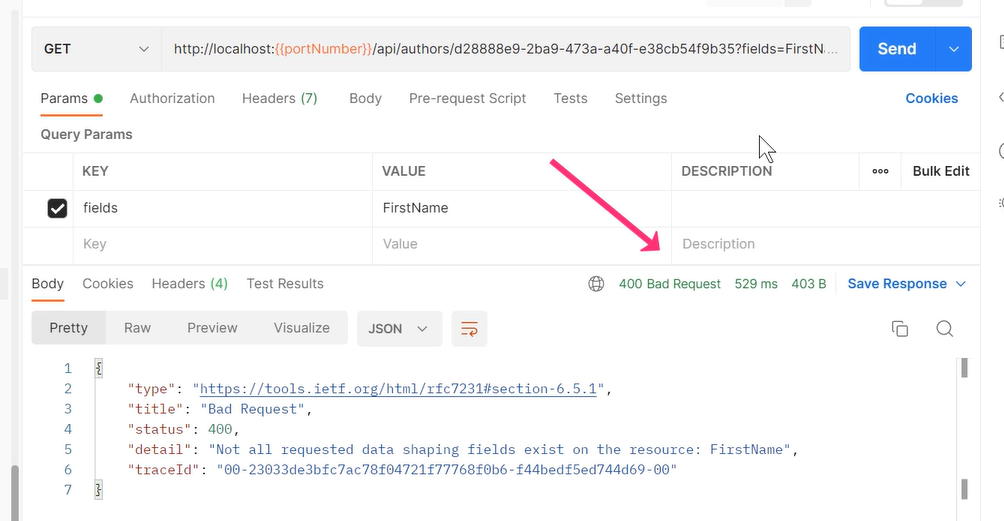 GET http://localhost:{{portNumber}}/api/authors/d28888e9-2ba9-473a-a40f-e38cb54f9b35?fields=FirstN... Send
Params Authorization Headers (7) Body Pre-request Script Tests Settings Cookies
Query Params
KEY VALUE DESCRIPTION ooo Bulk Edit
fields FirstName
Key Value Description
Body Cookies Headers (4) Test Results 400 Bad Request 529 ms 403 B Save Response
Pretty Raw Preview Visualize JSON
1 {
2 "type": "https://tools.ietf.org/html/rfc7231#section-6.5.1",
3 "title": "Bad Request",
4 "status": 400,
5 "detail": "Not all requested data shaping fields exist on the resource: FirstName",
6 "traceId": "00-23033de3bfc7ac78f04721f77768f0b6-f44bedf5ed744d69-00"
7 }